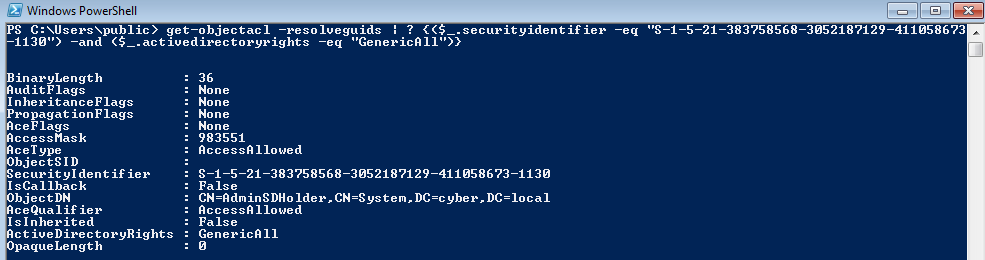 Windows PowerShell
PS C:\Users\public> get-objectacl -resolveguids | ? {($_.securityidentifier -eq "S-1-5-21-383758568-3052187129-411058673
-1130") -and ($_.activedirectoryrights -eq "GenericAll")}
BinaryLength : 36
AuditFlags : None
InheritanceFlags : None
PropagationFlags : None
AceFlags : None
AccessMask : 983551
AceType : AccessAllowed
ObjectSID :
SecurityIdentifier : S-1-5-21-383758568-3052187129-411058673-1130
IsCallback : False
ObjectDN : CN=AdminSDHolder,CN=System,DC=cyber,DC=local
AceQualifier : AccessAllowed
IsInherited : False
ActiveDirectoryRights : GenericAll
OpaqueLength : 0